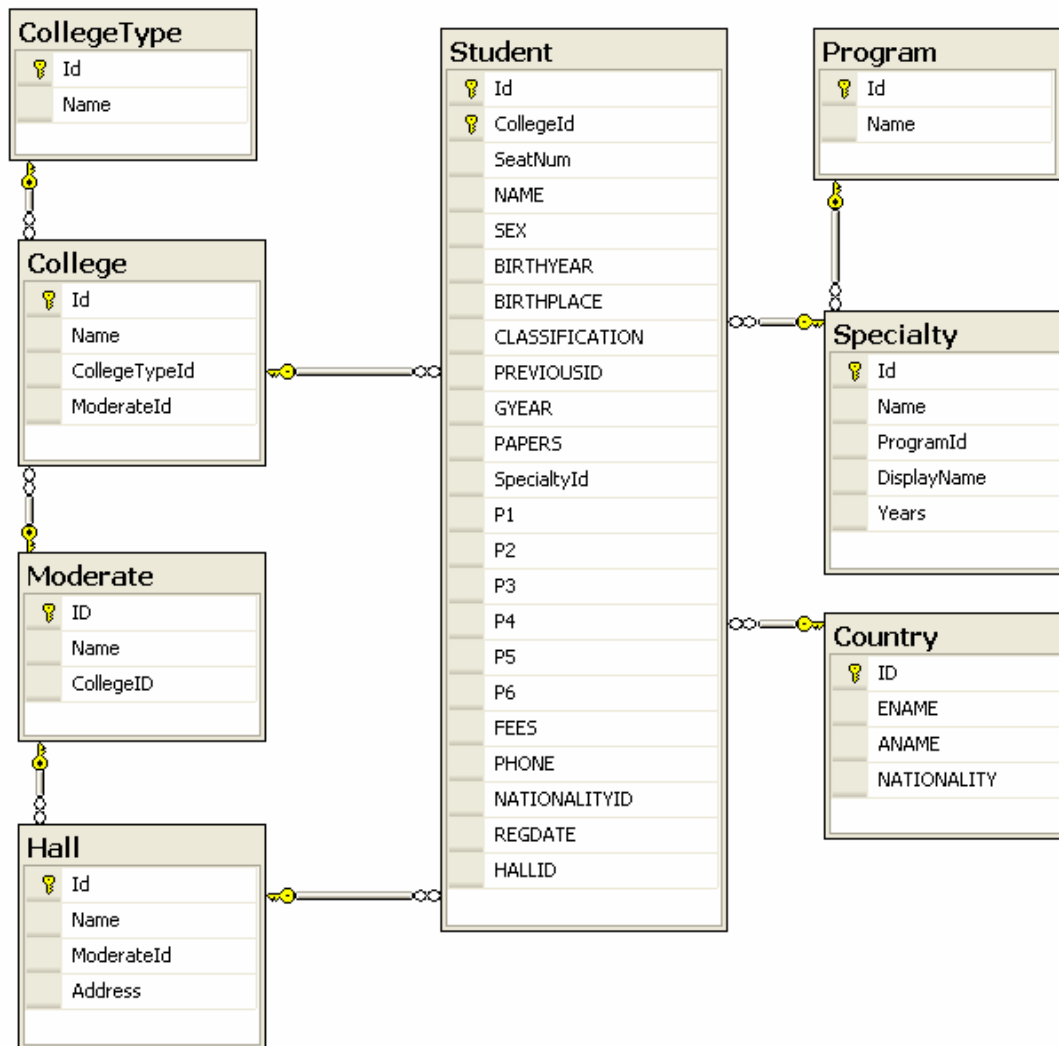 CollegeType
Id
Name
College
Id
Name
CollegeTypeId
ModerateId
Moderate
ID
Name
CollegeID
Hall
Id
Name
ModerateId
Address
Student
Id
CollegeId
SeatNum
NAME
SEX
BIRTHYEAR
BIRTHPLACE
CLASSIFICATION
PREVIOUSID
GYEAR
PAPERS
SpecialtyId
P1
P2
P3
P4
P5
P6
FEES
PHONE
NATIONALITYID
REGDATE
HALLID
Program
Id
Name
Specialty
Id
Name
ProgramId
DisplayName
Years
Country
ID
ENAME
ANAME
NATIONALITY